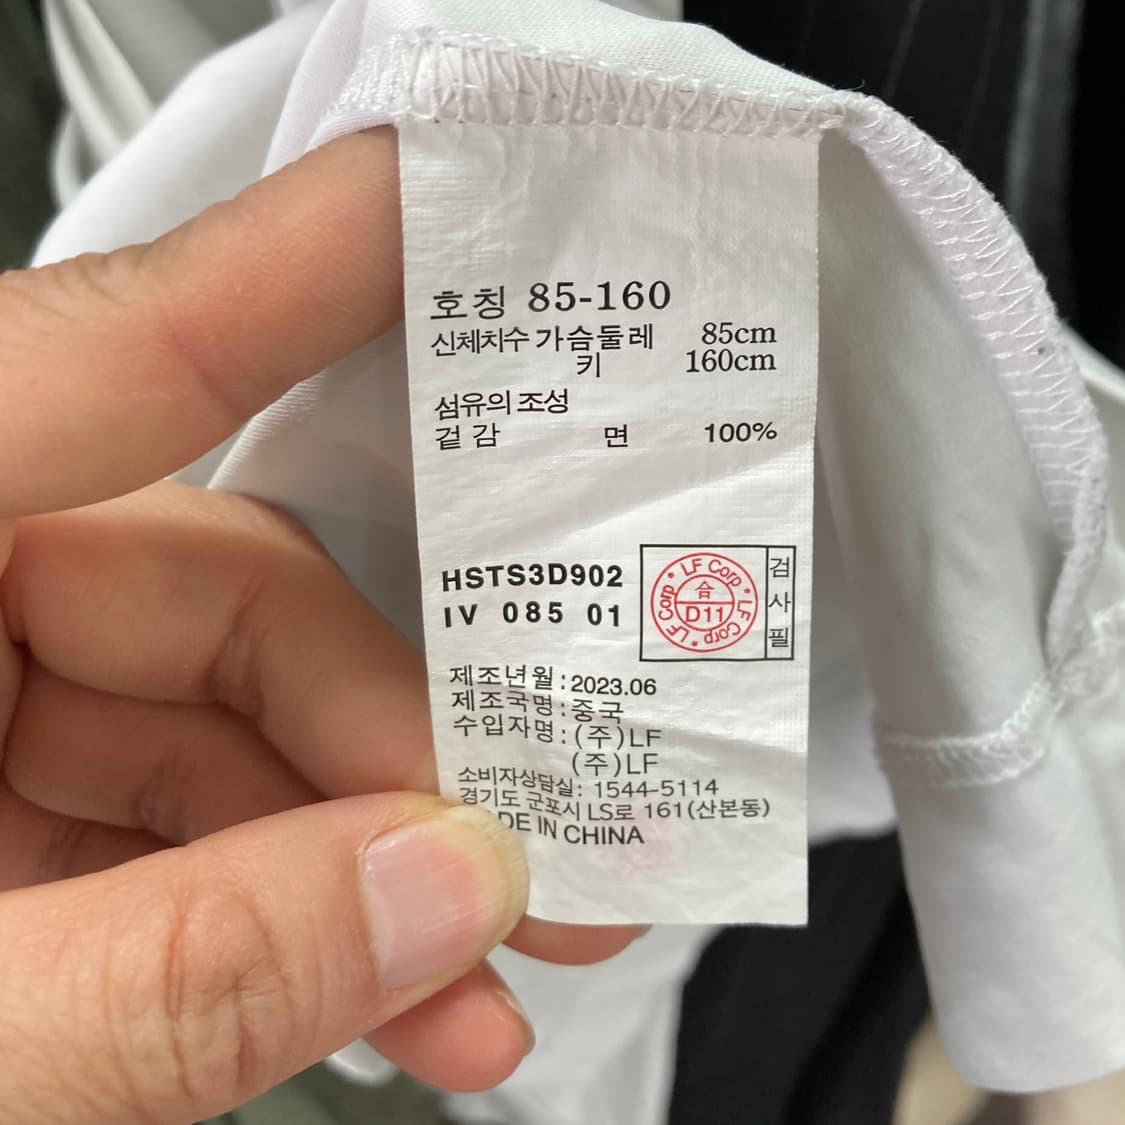 호칭 85-160
신체치수 가슴둘레 85cm
키 160cm
섬유의 조성
겉감 면 100%
HSTS3D902
IV 085 01
LF Corp * LF Corp * LF Corp *
合
D11
검사필
제조년월 : 2023.06
제조국명 : 중국
수입자명 : (주)LF
(주)LF
소비자상담실: 1544-5114
경기도 군포시 LS로 161(산본동)
DE IN CHINA